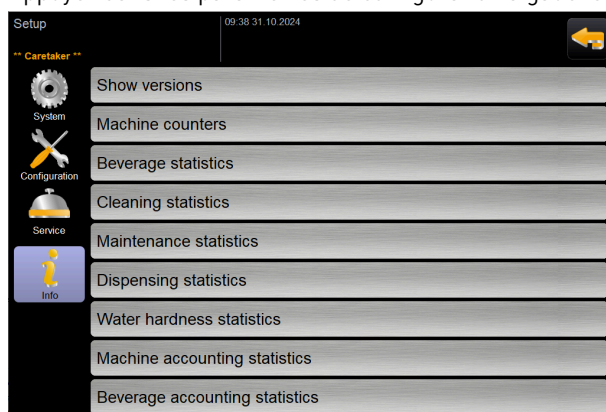 Setup
09:38 31.10.2024
** Caretaker **
System
Configuration
Service
Info
Show versions
Machine counters
Beverage statistics
Cleaning statistics
Maintenance statistics
Dispensing statistics
Water hardness statistics
Machine accounting statistics
Beverage accounting statistics